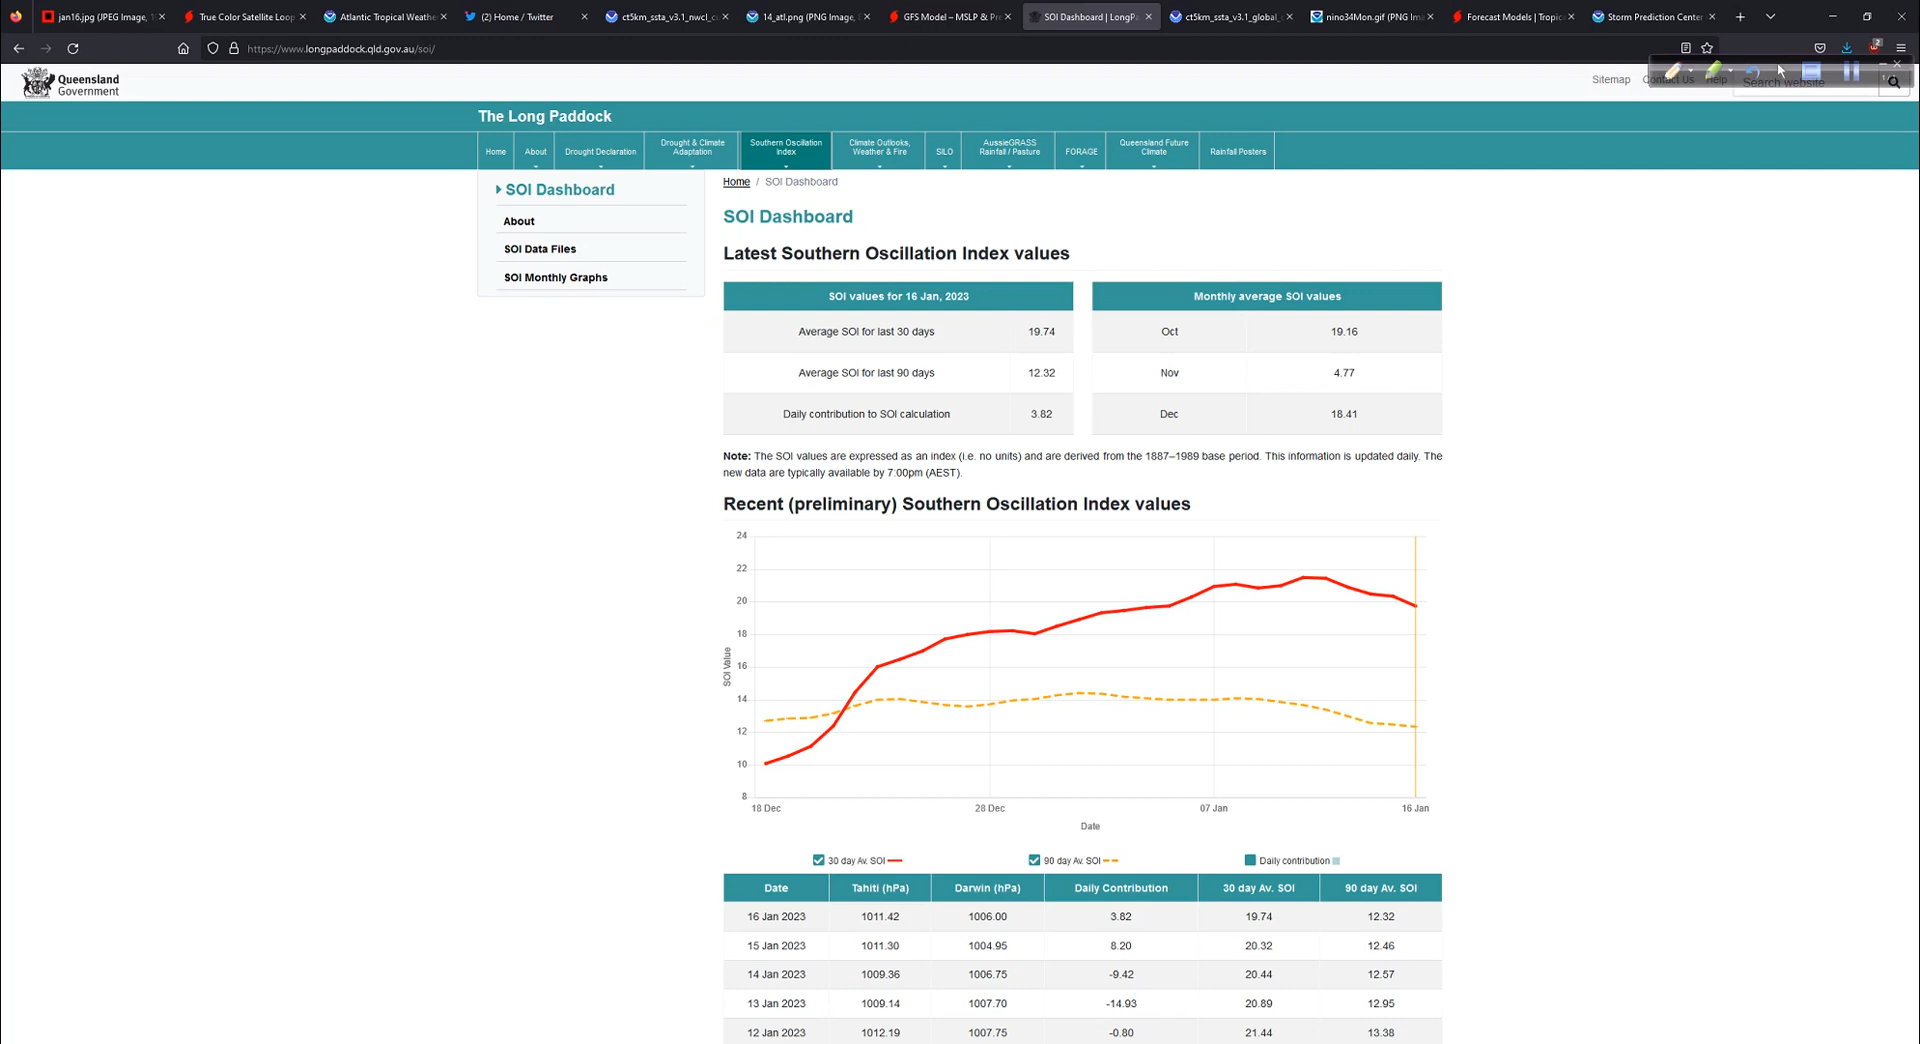 jan16.jpg (JPEG Image, 1
True Color Satellite Loop
Atlantic Tropical Weathe
(2) Home / Twitter
ct5km_ssta_v3.1_nwcl_c
14_atl.png (PNG Image,
GFS Model – MSLP & Pr
SOI Dashboard | LongPa
ct5km_ssta_v3.1_global_
nino34Mon.gif (PNG Ima
Forecast Models | Tropic
Storm Prediction Center
https://www.longpaddock.qld.gov.au/soi/
2
Queensland
Government
Sitemap
Contact Us
Help
Search website
The Long Paddock
Home
About
Drought Declaration
Drought & Climate
Adaptation
Southern Oscillation
Index
Climate Outlooks,
Weather & Fire
SILO
AussieGRASS
Rainfall / Pasture
FORAGE
Queensland Future
Climate
Rainfall Posters
SOI Dashboard
About
SOI Data Files
SOI Monthly Graphs
Home / SOI Dashboard
SOI Dashboard
Latest Southern Oscillation Index values
SOI values for 16 Jan, 2023
Average SOI for last 30 days 19.74
Average SOI for last 90 days 12.32
Daily contribution to SOI calculation 3.82
Monthly average SOI values
Oct 19.16
Nov 4.77
Dec 18.41
Note: The SOI values are expressed as an index (i.e. no units) and are derived from the 1887–1989 base period. This information is updated daily. The
new data are typically available by 7:00pm (AEST).
Recent (preliminary) Southern Oscillation Index values
24
22
20
18
16
14
12
10
8
SOI Value
18 Dec 28 Dec 07 Jan 16 Jan
Date
30 day Av. SOI 90 day Av. SOI Daily contribution
Date Tahiti (hPa) Darwin (hPa) Daily Contribution 30 day Av. SOI 90 day Av. SOI
16 Jan 2023 1011.42 1006.00 3.82 19.74 12.32
15 Jan 2023 1011.30 1004.95 8.20 20.32 12.46
14 Jan 2023 1009.36 1006.75 -9.42 20.44 12.57
13 Jan 2023 1009.14 1007.70 -14.93 20.89 12.95
12 Jan 2023 1012.19 1007.75 -0.80 21.44 13.38